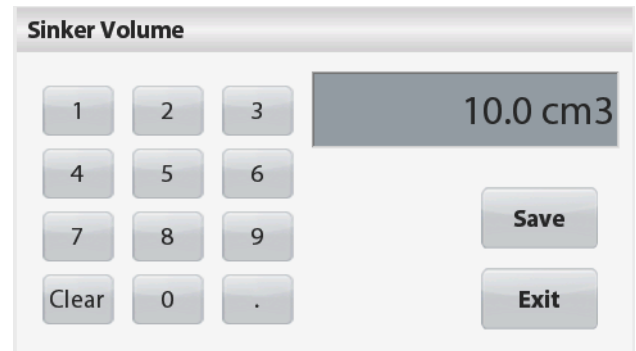 Sinker Volume
10.0 cm3
1 2 3
4 5 6
7 8 9
Clear 0 .
Save
Exit